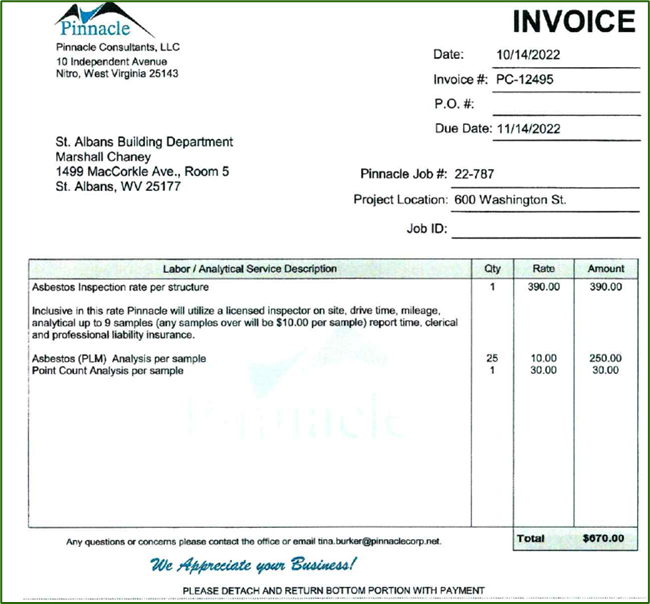 Pinnacle
Pinnacle Consultants, LLC
10 Independent Avenue
Nitro, West Virginia 25143
INVOICE
Date: 10/14/2022
Invoice #: PC-12495
P.O. #:
Due Date: 11/14/2022
St. Albans Building Department
Marshall Chaney
1499 MacCorkle Ave., Room 5
St. Albans, WV 25177
Pinnacle Job #: 22-787
Project Location: 600 Washington St.
Job ID:
Labor / Analytical Service Description Qty Rate Amount
Asbestos Inspection rate per structure 1 390.00 390.00
Inclusive in this rate Pinnacle will utilize a licensed inspector on site, drive time, mileage,
analytical up to 9 samples (any samples over will be $10.00 per sample) report time, clerical
and professional liability insurance.
Asbestos (PLM) Analysis per sample 25 10.00 250.00
Point Count Analysis per sample 1 30.00 30.00
Pinnacle
Total $670.00
Any questions or concerns please contact the office or email tina.burker@pinnaclecorp.net.
We Appreciate your Business!
PLEASE DETACH AND RETURN BOTTOM PORTION WITH PAYMENT